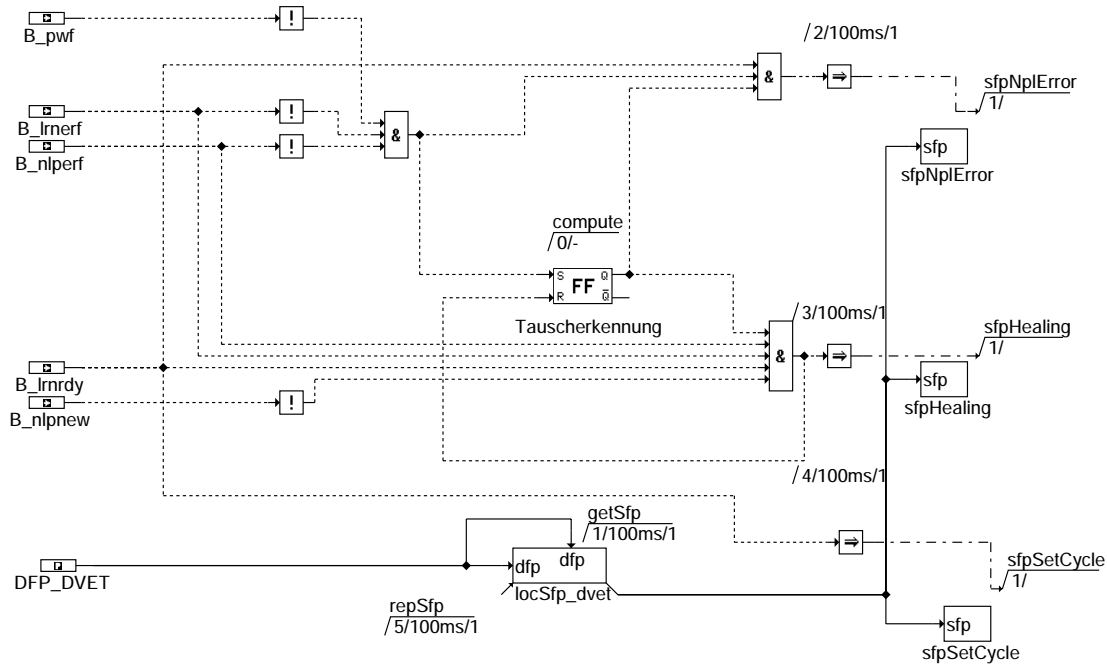 !
B_pwf
/2/100ms/1
&
⇒
sfpNplError
1/
B_lrnerf
!
&
B_nlperf
!
sfp
sfpNplError
compute
/0/-
S Q
FF
R Q̅
Tauscherkennung
/3/100ms/1
sfpHealing
1/
&
⇒
B_lrnrdy
sfp
sfpHealing
B_nlpnew
!
/4/100ms/1
getSfp
/1/100ms/1
⇒
dfp
dfp
DFP_DVET
locSfp_dvet
sfpSetCycle
1/
repSfp
/5/100ms/1
sfp
sfpSetCycle